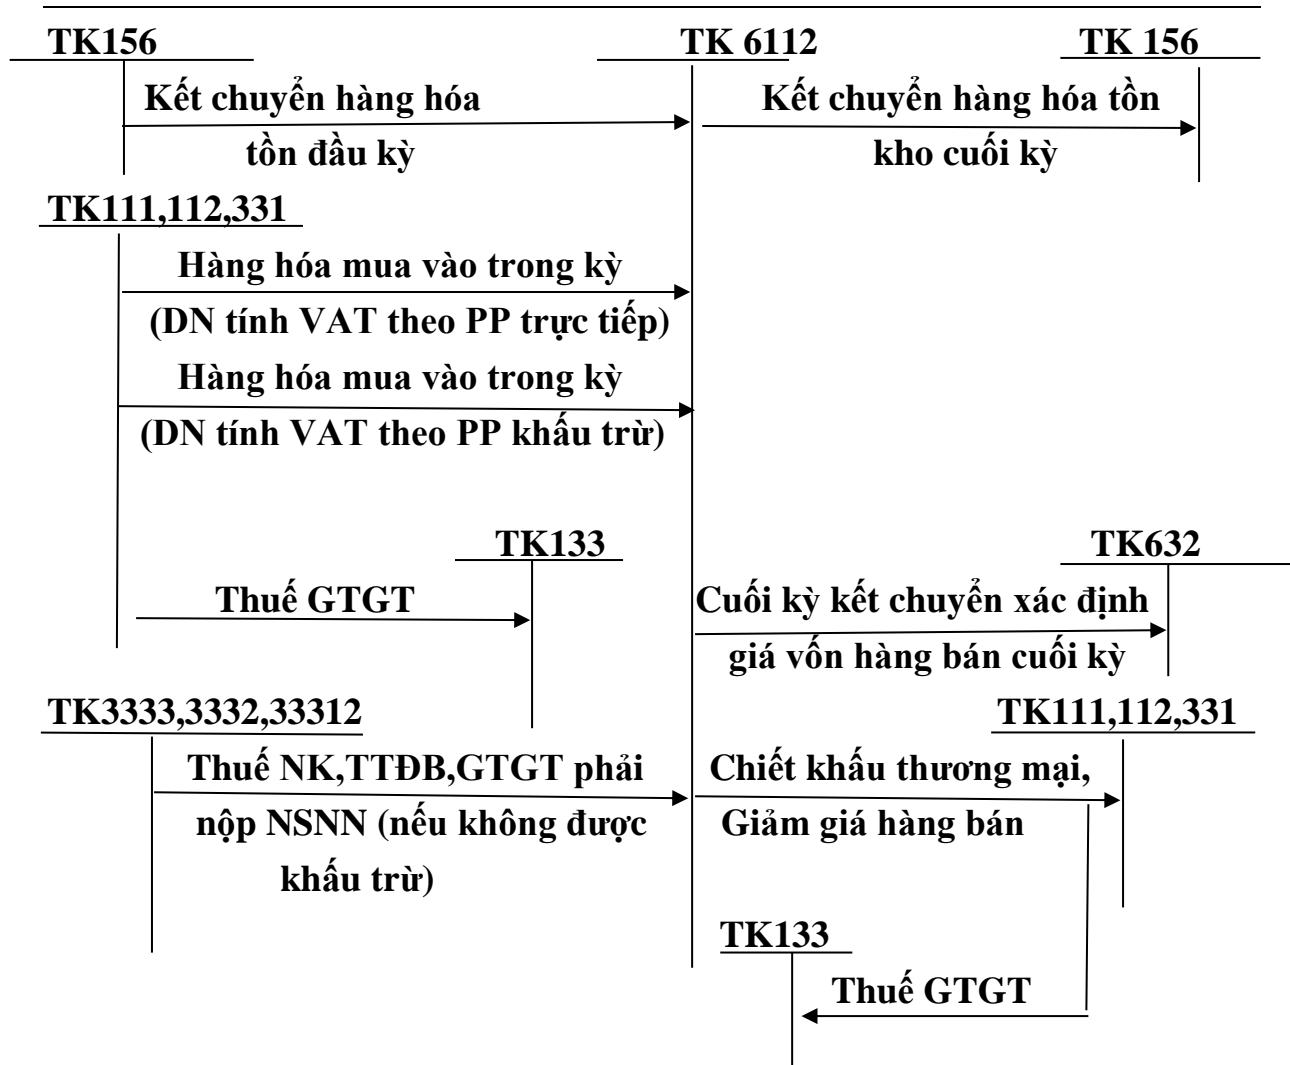 TK156 TK 6112 TK 156
Kết chuyển hàng hóa Kết chuyển hàng hóa tồn
tồn đầu kỳ kho cuối kỳ
TK111,112,331
Hàng hóa mua vào trong kỳ
(DN tính VAT theo PP trực tiếp)
Hàng hóa mua vào trong kỳ
(DN tính VAT theo PP khấu trừ)
TK133 TK632
Thuế GTGT Cuối kỳ kết chuyển xác định
giá vốn hàng bán cuối kỳ
TK3333,3332,33312 TK111,112,331
Thuế NK,TTĐB,GTGT phải Chiết khấu thương mại,
nộp NSNN (nếu không được Giảm giá hàng bán
khấu trừ)
TK133
Thuế GTGT